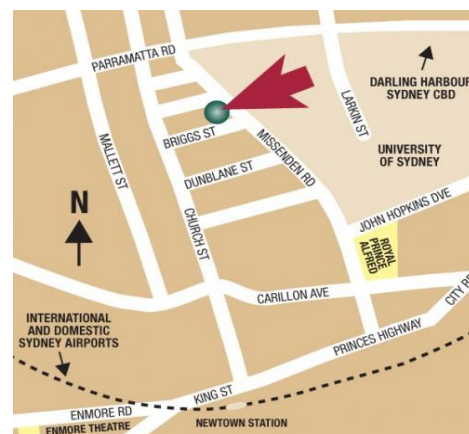 PARRAMATTA RD
DARLING HARBOUR
SYDNEY CBD
LARKIN ST
MALLETT ST
BRIGGS ST
MISSENDEN RD
UNIVERSITY
OF SYDNEY
DUNBLANE ST
N
CHURCH ST
JOHN HOPKINS DVE
ROYAL
PRINCE
ALFRED
CARILLON AVE
CITY RD
INTERNATIONAL
AND DOMESTIC
SYDNEY AIRPORTS
PRINCES HIGHWAY
KING ST
ENMORE RD
ENMORE THEATRE
NEWTOWN STATION